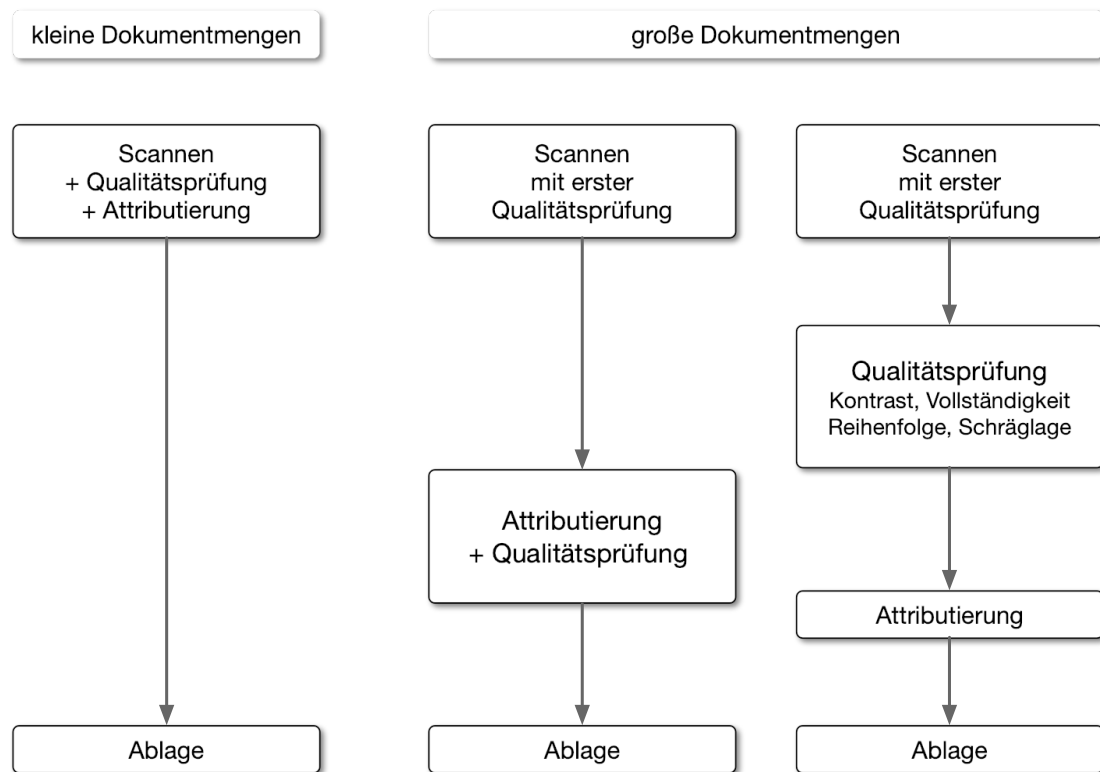 kleine Dokumentmengen
große Dokumentmengen
Scannen
+ Qualitätsprüfung
+ Attributierung
Ablage
Scannen
mit erster
Qualitätsprüfung
Attributierung
+ Qualitätsprüfung
Ablage
Scannen
mit erster
Qualitätsprüfung
Qualitätsprüfung
Kontrast, Vollständigkeit
Reihenfolge, Schräglage
Attributierung
Ablage